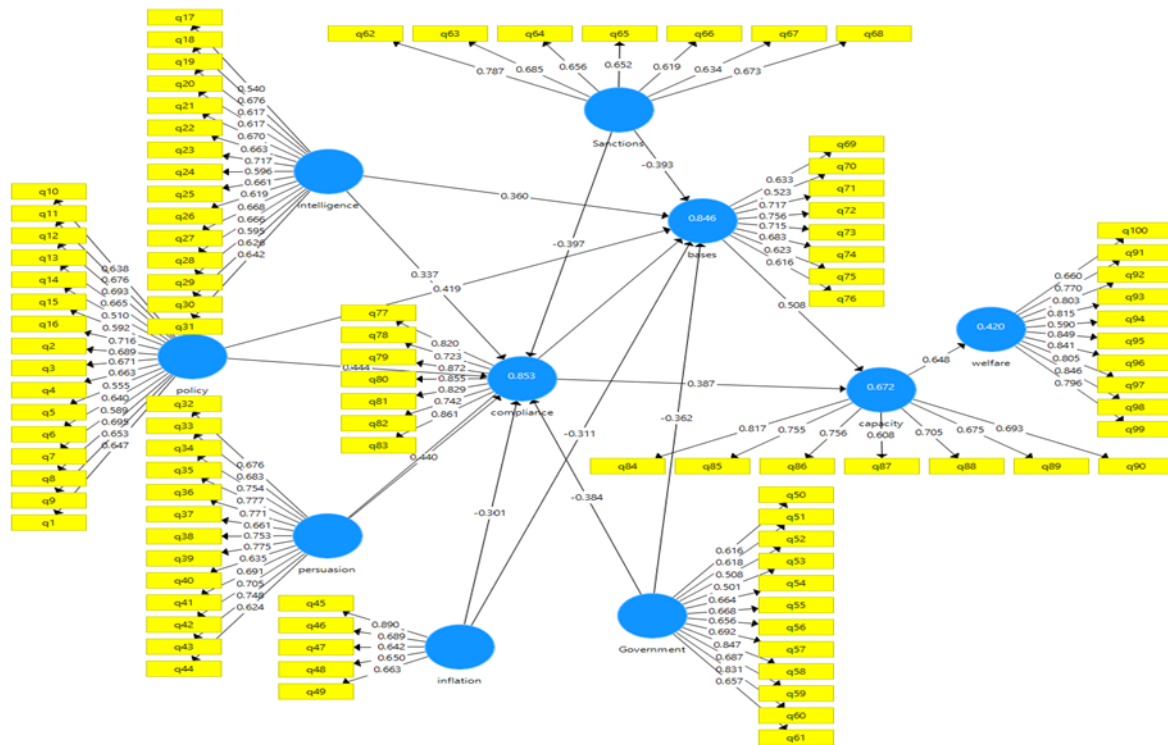 q62 q63 q64 q65 q66 q67 q68
0.787 0.685 0.656 0.652 0.619 0.634 0.673
Sanctions
-0.393
-0.397
q17
q18
q19
q20
q21
q22
q23
q24
q25
q26
q27
q28
q29
q30
q31
0.540
0.676
0.617
0.617
0.670
0.663
0.717
0.596
0.661
0.619
0.668
0.666
0.595
0.626
0.642
intelligence
0.360
0.337
q10
q11
q12
q13
q14
q15
q16
q2
q3
q4
q5
q6
q7
q8
q9
q1
0.638
0.676
0.693
0.665
0.510
0.592
0.716
0.689
0.671
0.663
0.555
0.640
0.589
0.695
0.653
0.647
policy
0.419
0.444
q69
q70
q71
q72
q73
q74
q75
q76
0.633
0.523
0.717
0.756
0.715
0.683
0.623
0.616
0.846
bases
0.508
q77
q78
q79
q80
q81
q82
q83
0.820
0.723
0.872
0.855
0.829
0.742
0.861
0.853
compliance
0.387
q100
q91
q92
q93
q94
q95
q96
q97
q98
q99
0.660
0.770
0.803
0.815
0.590
0.849
0.841
0.805
0.846
0.796
0.420
welfare
0.648
0.672
capacity
0.817 0.755 0.756 0.608 0.705 0.675 0.693
q84 q85 q86 q87 q88 q89 q90
q32
q33
q34
q35
q36
q37
q38
q39
q40
q41
q42
q43
q44
0.676
0.683
0.754
0.777
0.771
0.661
0.753
0.775
0.635
0.691
0.705
0.748
0.624
persuasion
0.440
q45
q46
q47
q48
q49
0.890
0.689
0.642
0.650
0.663
inflation
-0.301
-0.311
q50
q51
q52
q53
q54
q55
q56
q57
q58
q59
q60
q61
0.616
0.618
0.508
0.501
0.664
0.668
0.656
0.692
0.847
0.687
0.831
0.657
Government
-0.384
-0.362